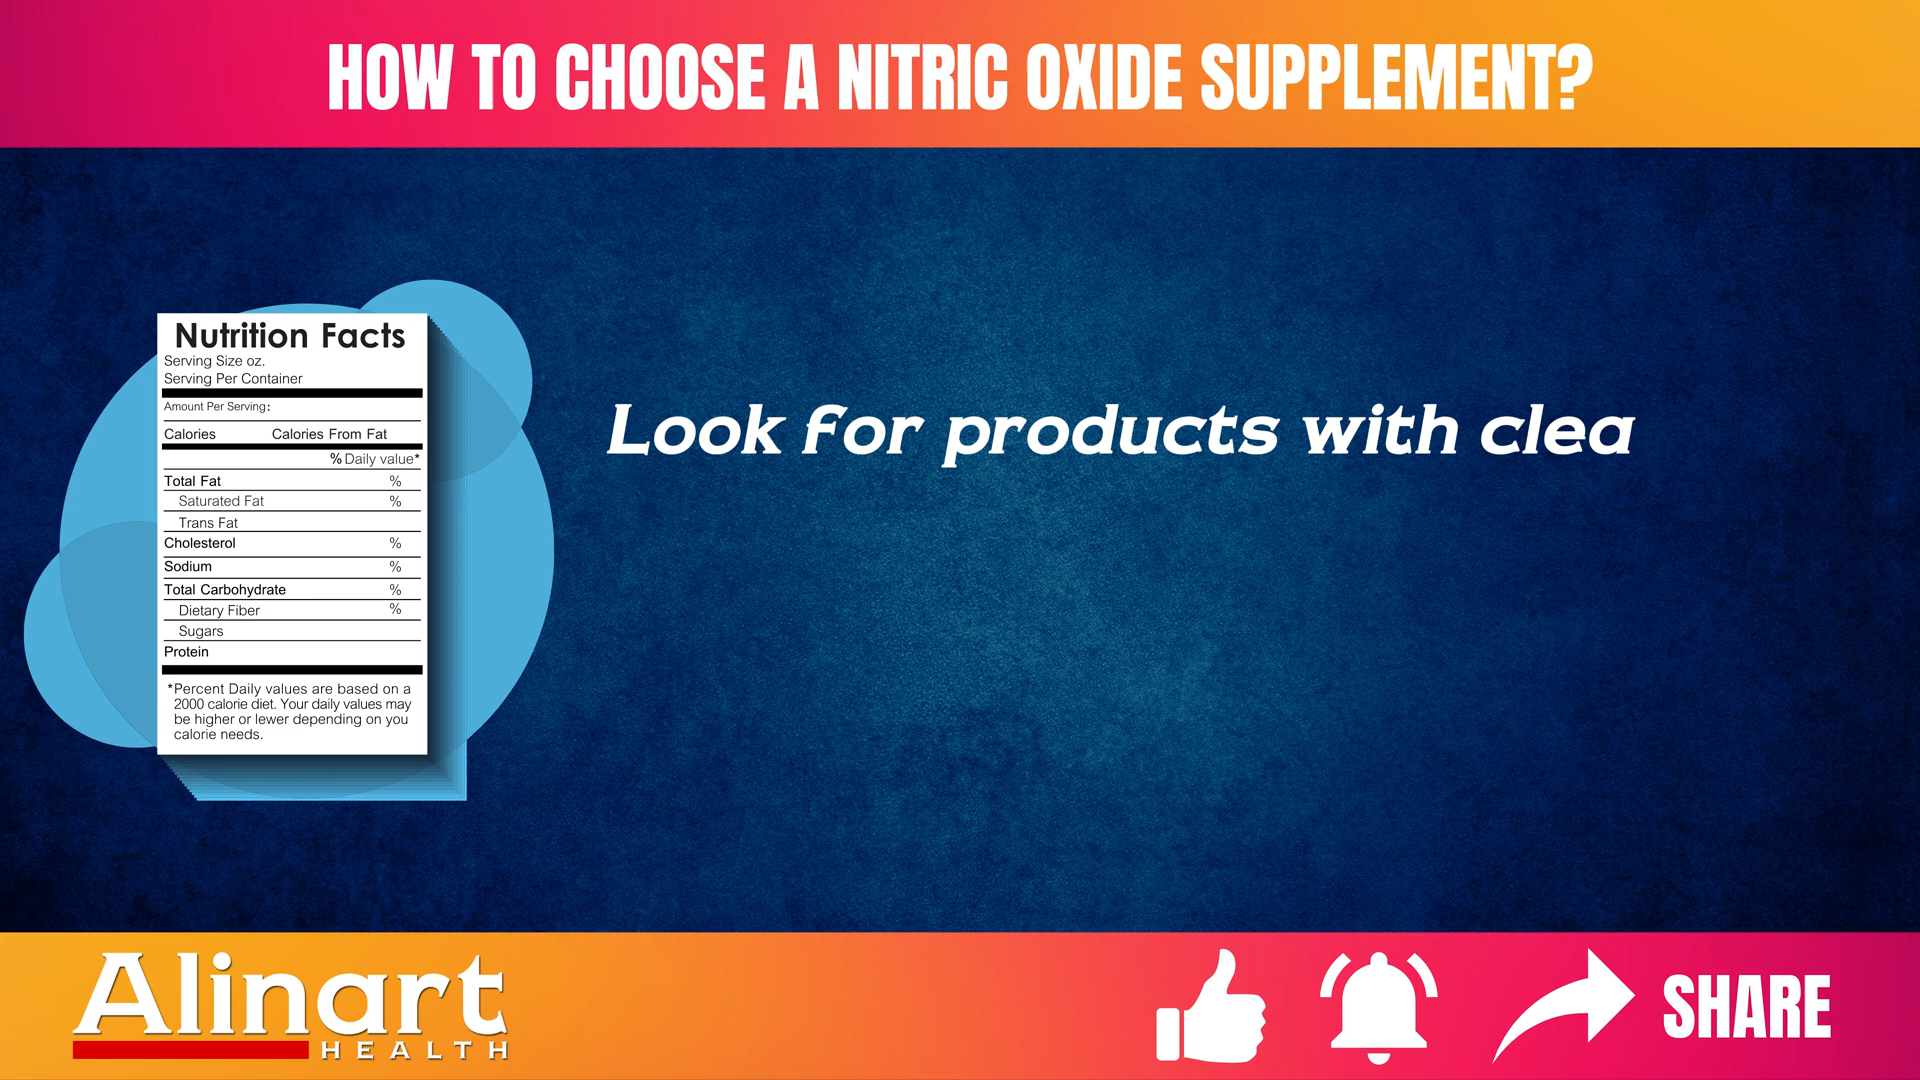 HOW TO CHOOSE A NITRIC OXIDE SUPPLEMENT?
Nutrition Facts
Serving Size oz.
Serving Per Container
Amount Per Serving:
Calories Calories From Fat
% Daily value*
Total Fat %
Saturated Fat %
Trans Fat
Cholesterol %
Sodium %
Total Carbohydrate %
Dietary Fiber %
Sugars
Protein
*Percent Daily values are based on a
2000 calorie diet. Your daily values may
be higher or lewer depending on you
calorie needs.
Look for products with clea
Alinart
HEALTH
SHARE